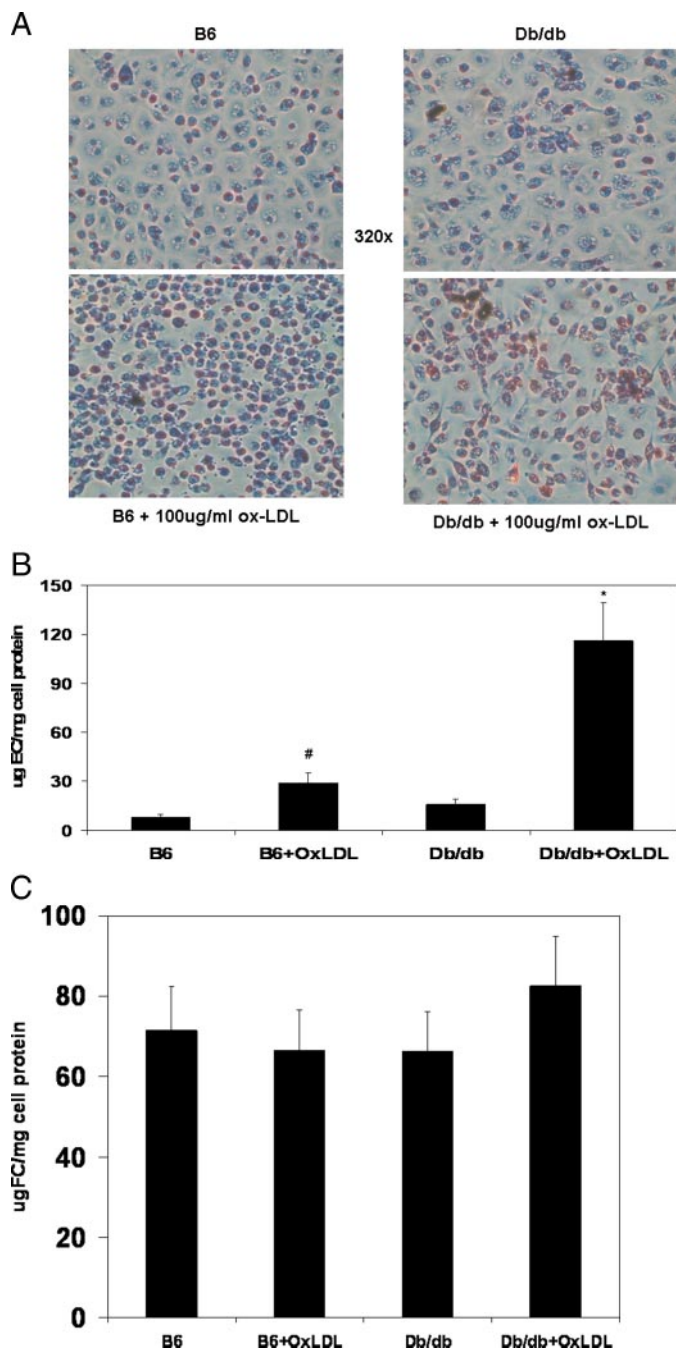 A
B6
Db/db
320x
B6 + 100ug/ml ox-LDL
Db/db + 100ug/ml ox-LDL
B
ug EC/mg cell protein
150
120
90
60
30
0
#
*
B6
B6+OxLDL
Db/db
Db/db+OxLDL
C
ugFC/mg cell protein
100
80
60
40
20
0
B6
B6+OxLDL
Db/db
Db/db+OxLDL